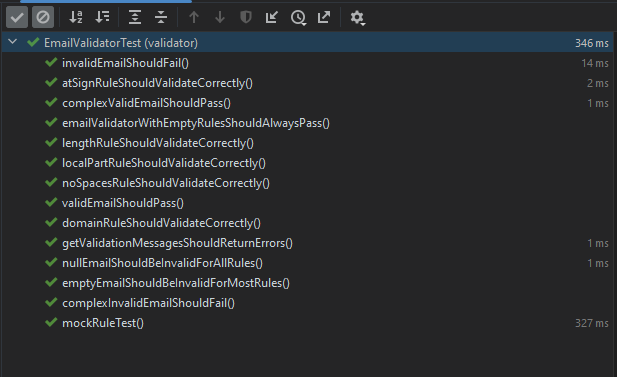 EmailValidatorTest (validator) 346 ms
invalidEmailShouldFail() 14 ms
atSignRuleShouldValidateCorrectly() 2 ms
complexValidEmailShouldPass() 1 ms
emailValidatorWithEmptyRulesShouldAlwaysPass()
lengthRuleShouldValidateCorrectly()
localPartRuleShouldValidateCorrectly()
noSpacesRuleShouldValidateCorrectly()
validEmailShouldPass()
domainRuleShouldValidateCorrectly()
getValidationMessagesShouldReturnErrors() 1 ms
nullEmailShouldBeInvalidForAllRules() 1 ms
emptyEmailShouldBeInvalidForMostRules()
complexInvalidEmailShouldFail()
mockRuleTest() 327 ms